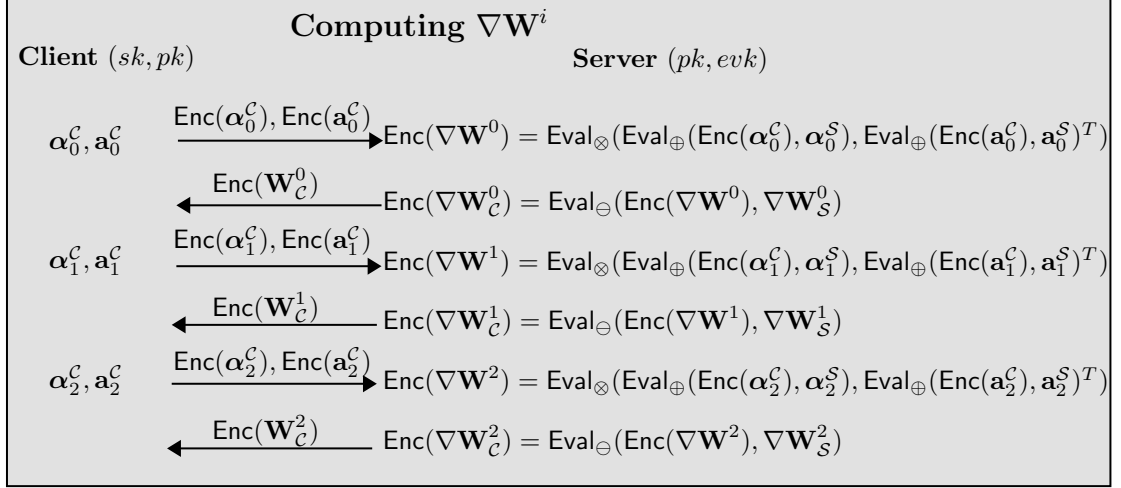 Computing ∇W^i
Client (sk, pk) Server (pk, evk)
Enc(α_0^C), Enc(a_0^C)
α_0^C, a_0^C Enc(∇W^0) = Eval_⊗(Eval_⊕(Enc(α_0^C), α_0^S), Eval_⊕(Enc(a_0^C), a_0^S)^T)
Enc(W_C^0)
Enc(∇W_C^0) = Eval_⊖(Enc(∇W^0), ∇W_S^0)
Enc(α_1^C), Enc(a_1^C)
α_1^C, a_1^C Enc(∇W^1) = Eval_⊗(Eval_⊕(Enc(α_1^C), α_1^S), Eval_⊕(Enc(a_1^C), a_1^S)^T)
Enc(W_C^1)
Enc(∇W_C^1) = Eval_⊖(Enc(∇W^1), ∇W_S^1)
Enc(α_2^C), Enc(a_2^C)
α_2^C, a_2^C Enc(∇W^2) = Eval_⊗(Eval_⊕(Enc(α_2^C), α_2^S), Eval_⊕(Enc(a_2^C), a_2^S)^T)
Enc(W_C^2)
Enc(∇W_C^2) = Eval_⊖(Enc(∇W^2), ∇W_S^2)